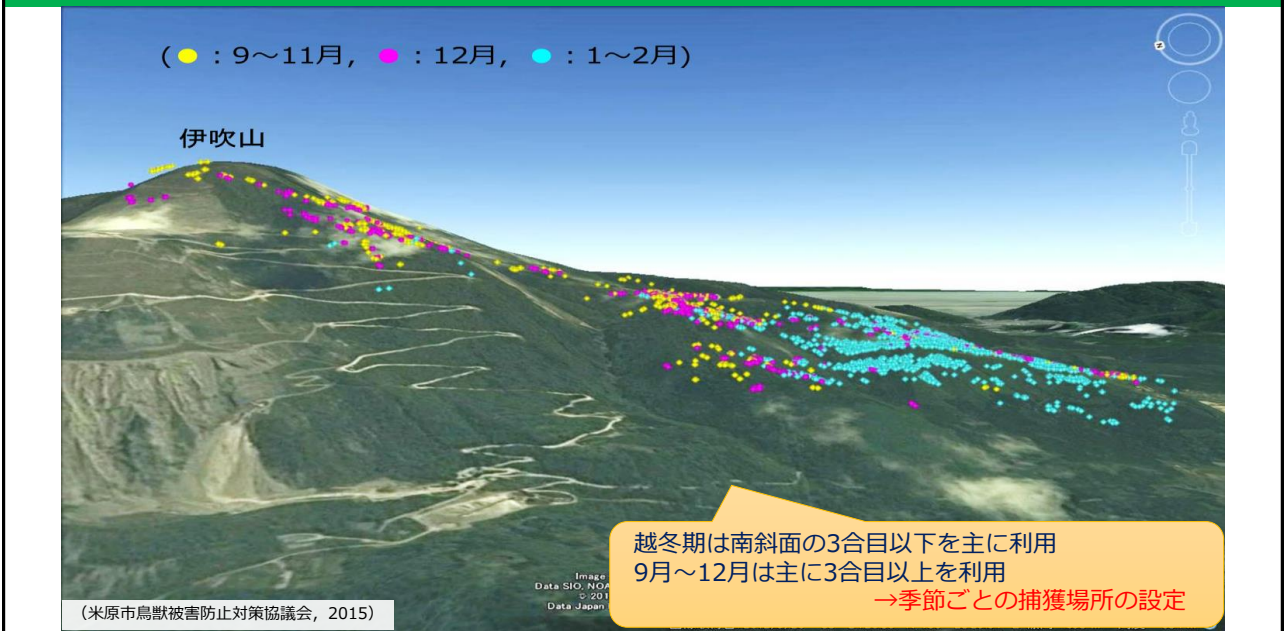 (●：9～11月, ●：12月, ●：1～2月)
伊吹山
越冬期は南斜面の3合目以下を主に利用
9月～12月は主に3合目以上を利用
→季節ごとの捕獲場所の設定
Image
Data SIO, NOA
© 201
Data Japan
（米原市鳥獣被害防止対策協議会，2015）